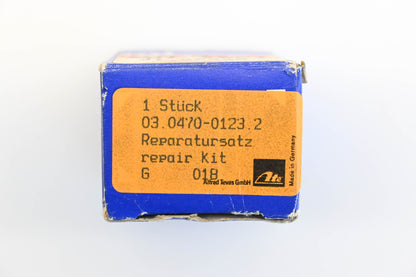 1 Stück
03.0470-0123.2
Reparatursatz
repair Kit
G 018
Alfred Teves GmbH
Ate
Made in Germany